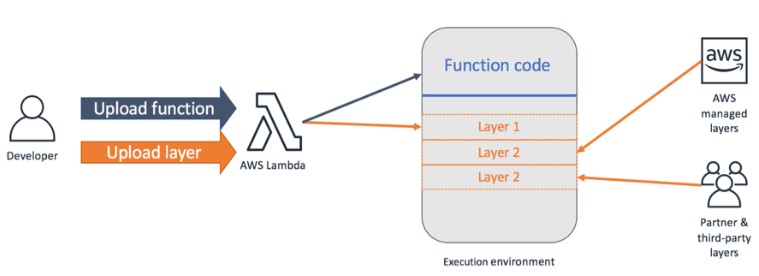 Developer
Upload function
Upload layer
AWS Lambda
Function code
Layer 1
Layer 2
Layer 2
Execution environment
aws
AWS
managed
layers
Partner &
third-party
layers